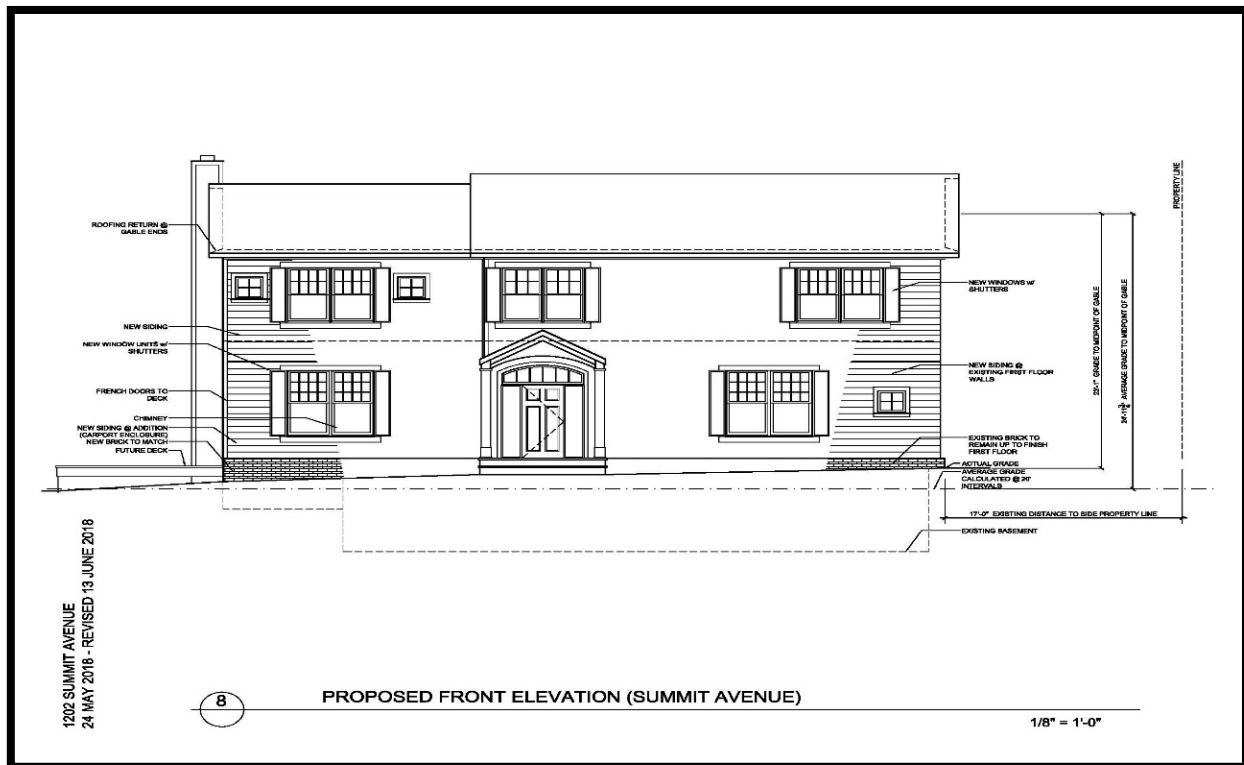 PROPERTY LINE
ROOFING RETURN @
GABLE ENDS
NEW WINDOWS w/
SHUTTERS
23'-1" GRADE TO MIDPOINT OF GABLE
AVERAGE GRADE TO MIDPOINT OF GABLE
NEW SIDING
NEW WINDOW UNITS w/
SHUTTERS
FRENCH DOORS TO
DECK
CHIMNEY
NEW SIDING @ ADDITION
(CARPORT ENCLOSURE)
NEW BRICK TO MATCH
FUTURE DECK
NEW SIDING @
EXISTING FIRST FLOOR
WALLS
EXISTING BRICK TO
REMAIN UP TO FINISH
FIRST FLOOR
ACTUAL GRADE
AVERAGE GRADE
CALCULATED @ 20'
INTERVALS
17'-0" EXISTING DISTANCE TO SIDE PROPERTY LINE
EXISTING BASEMENT
1202 SUMMIT AVENUE
24 MAY 2018 - REVISED 13 JUNE 2018
8
PROPOSED FRONT ELEVATION (SUMMIT AVENUE)
1/8" = 1'-0"